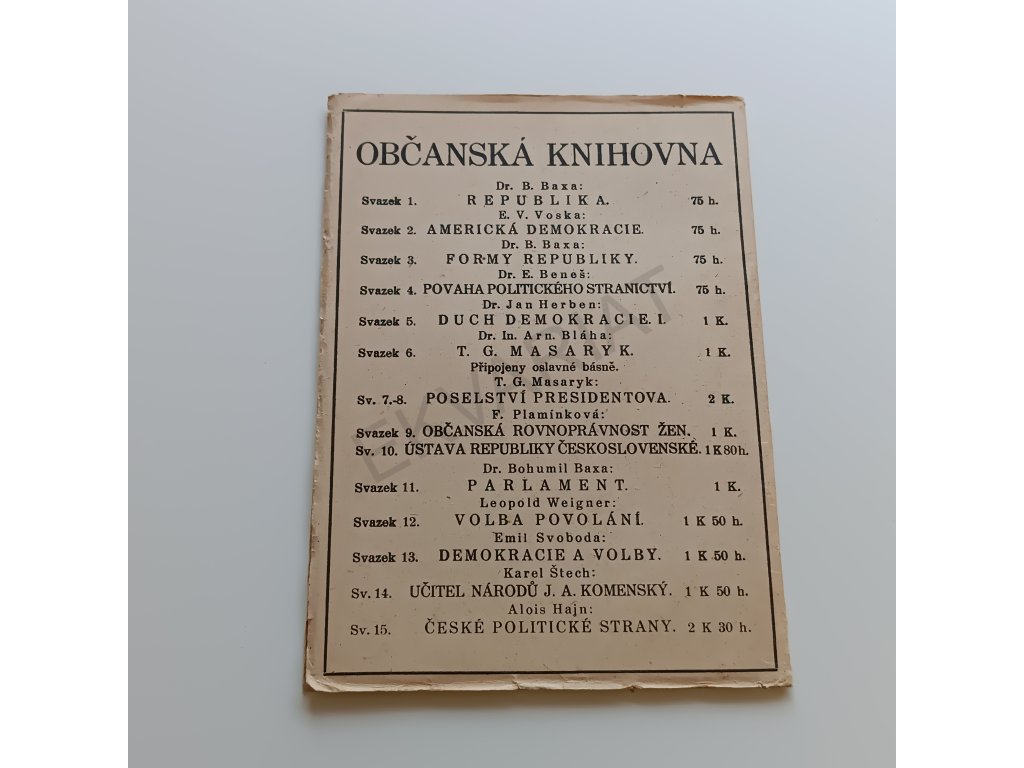 OBČANSKÁ KNIHOVNA
Dr. B. Baxa:
Svazek 1. REPUBLIKA. 75 h.
E. V. Voska:
Svazek 2. AMERICKÁ DEMOKRACIE. 75 h.
Dr. B. Baxa:
Svazek 3. FORMY REPUBLIKY. 75 h.
Dr. E. Beneš:
Svazek 4. POVAHA POLITICKÉHO STRANICTVÍ. 75 h.
Dr. Jan Herben:
Svazek 5. DUCH DEMOKRACIE. I. 1 K.
Dr. In. Arn. Bláha:
Svazek 6. T. G. MASARYK. 1 K.
Připojeny oslavné básně.
T. G. Masaryk:
Sv. 7.-8. POSELSTVÍ PRESIDENTOVA. 2 K.
F. Plamínková:
Svazek 9. OBČANSKÁ ROVNOPRÁVNOST ŽEN. 1 K.
Sv. 10. ÚSTAVA REPUBLIKY ČESKOSLOVENSKÉ. 1 K 80 h.
Dr. Bohumil Baxa:
Svazek 11. PARLAMENT. 1 K.
Leopold Weigner:
Svazek 12. VOLBA POVOLÁNÍ. 1 K 50 h.
Emil Svoboda:
Svazek 13. DEMOKRACIE A VOLBY. 1 K 50 h.
Karel Štech:
Sv. 14. UČITEL NÁRODŮ J. A. KOMENSKÝ. 1 K 50 h.
Alois Hajn:
Sv. 15. ČESKÉ POLITICKÉ STRANY. 2 K 30 h.
EKVARIAT